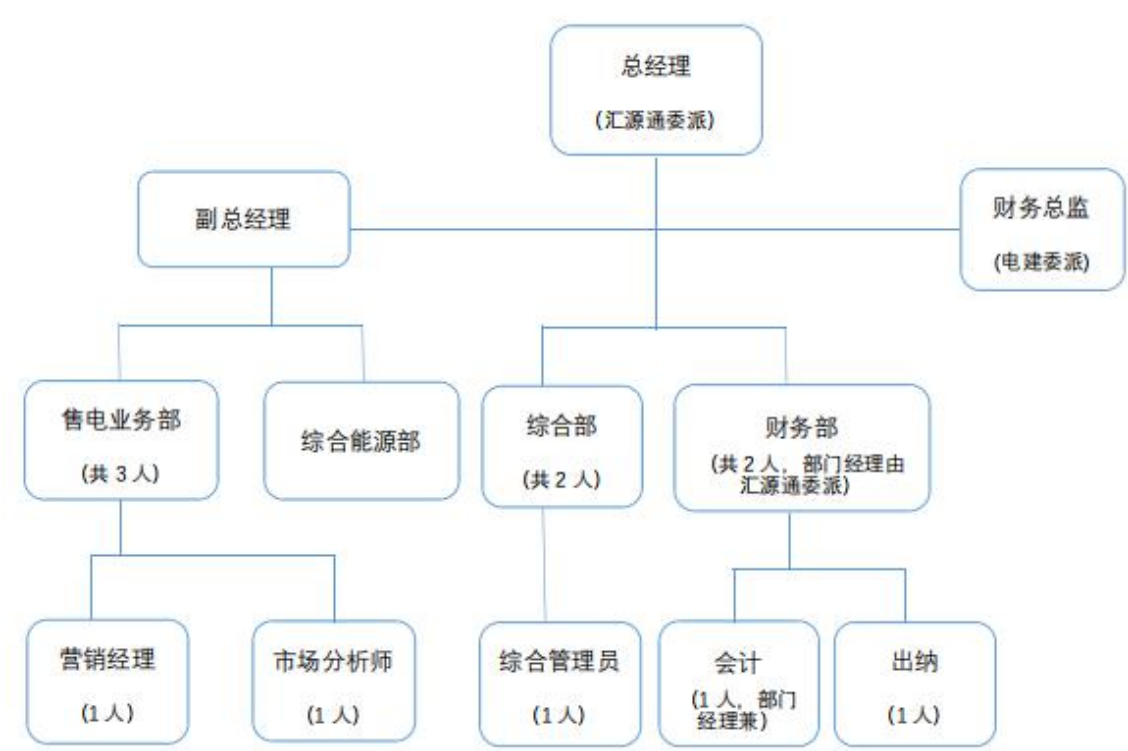 总经理
(汇源通委派)
副总经理
财务总监
(电建委派)
售电业务部
(共 3 人)
综合能源部
综合部
(共 2 人)
财务部
(共 2 人，部门经理由
汇源通委派)
营销经理
(1 人)
市场分析师
(1 人)
综合管理员
(1 人)
会计
(1 人，部门
经理兼)
出纳
(1 人)